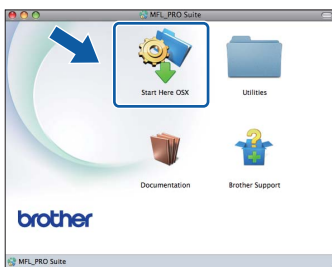 MFL_PRO Suite
Start Here OSX
Utilities
Documentation
Brother Support
brother
MFL_PRO Suite